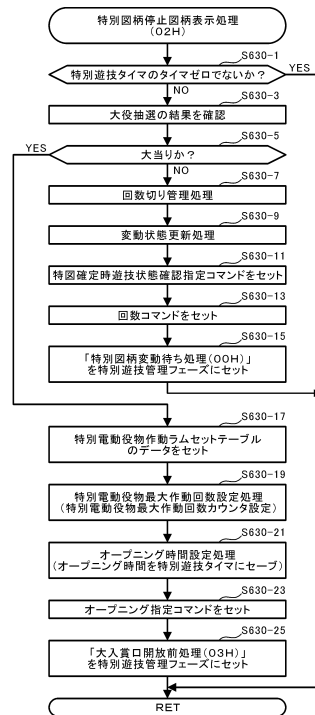 特別図柄停止図柄表示処理
(02H)
S630-1
特別遊技タイマのタイマゼロでないか?
YES
NO
S630-3
大役抽選の結果を確認
S630-5
YES
大当りか?
NO
S630-7
回数切り管理処理
S630-9
変動状態更新処理
S630-11
特図確定時遊技状態確認指定コマンドをセット
S630-13
回数コマンドをセット
S630-15
「特別図柄変動待ち処理(00H)」
を特別遊技管理フェーズにセット
S630-17
特別電動役物作動ラムセットテーブル
のデータをセット
S630-19
特別電動役物最大作動回数設定処理
(特別電動役物最大作動回数カウンタ設定)
S630-21
オープニング時間設定処理
(オープニング時間を特別遊技タイマにセーブ)
S630-23
オープニング指定コマンドをセット
S630-25
「大入賞口開放前処理(03H)」
を特別遊技管理フェーズにセット
RET